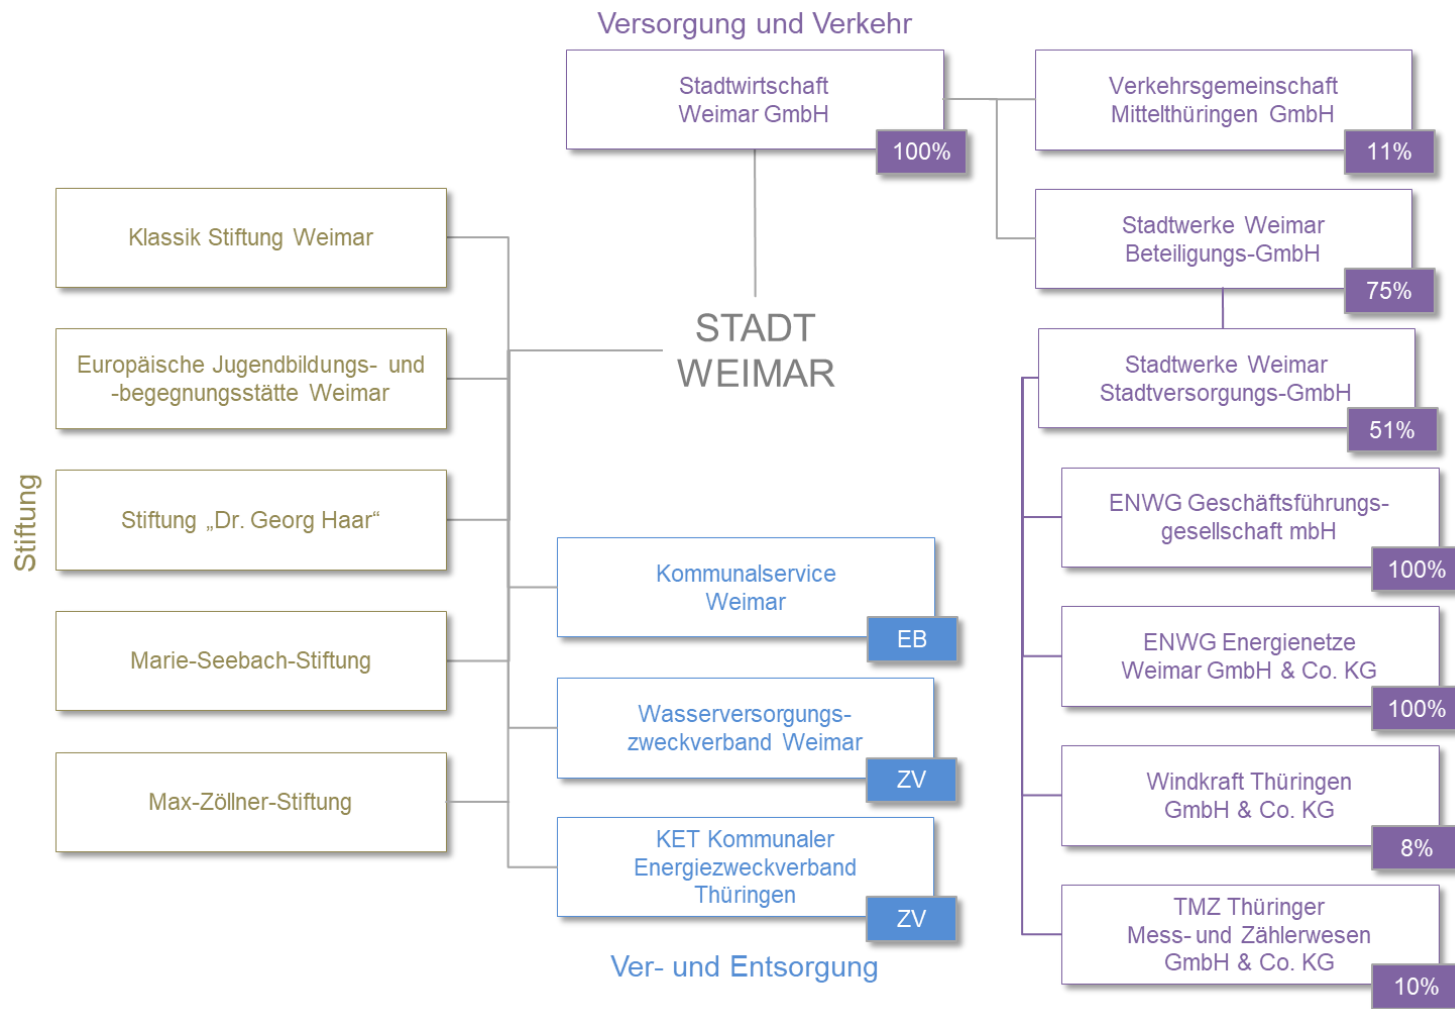 Versorgung und Verkehr
Stadtwirtschaft
Weimar GmbH
100%
Verkehrsgemeinschaft
Mittelthüringen GmbH
11%
Stadtwerke Weimar
Beteiligungs-GmbH
75%
Stadtwerke Weimar
Stadtversorgungs-GmbH
51%
ENWG Geschäftsführungs-
gesellschaft mbH
100%
ENWG Energienetze
Weimar GmbH & Co. KG
100%
Windkraft Thüringen
GmbH & Co. KG
8%
TMZ Thüringer
Mess- und Zählerwesen
GmbH & Co. KG
10%
STADT
WEIMAR
Stiftung
Klassik Stiftung Weimar
Europäische Jugendbildungs- und
-begegnungsstätte Weimar
Stiftung „Dr. Georg Haar“
Marie-Seebach-Stiftung
Max-Zöllner-Stiftung
Kommunalservice
Weimar
EB
Wasserversorgungs-
zweckverband Weimar
ZV
KET Kommunaler
Energiezweckverband
Thüringen
ZV
Ver- und Entsorgung